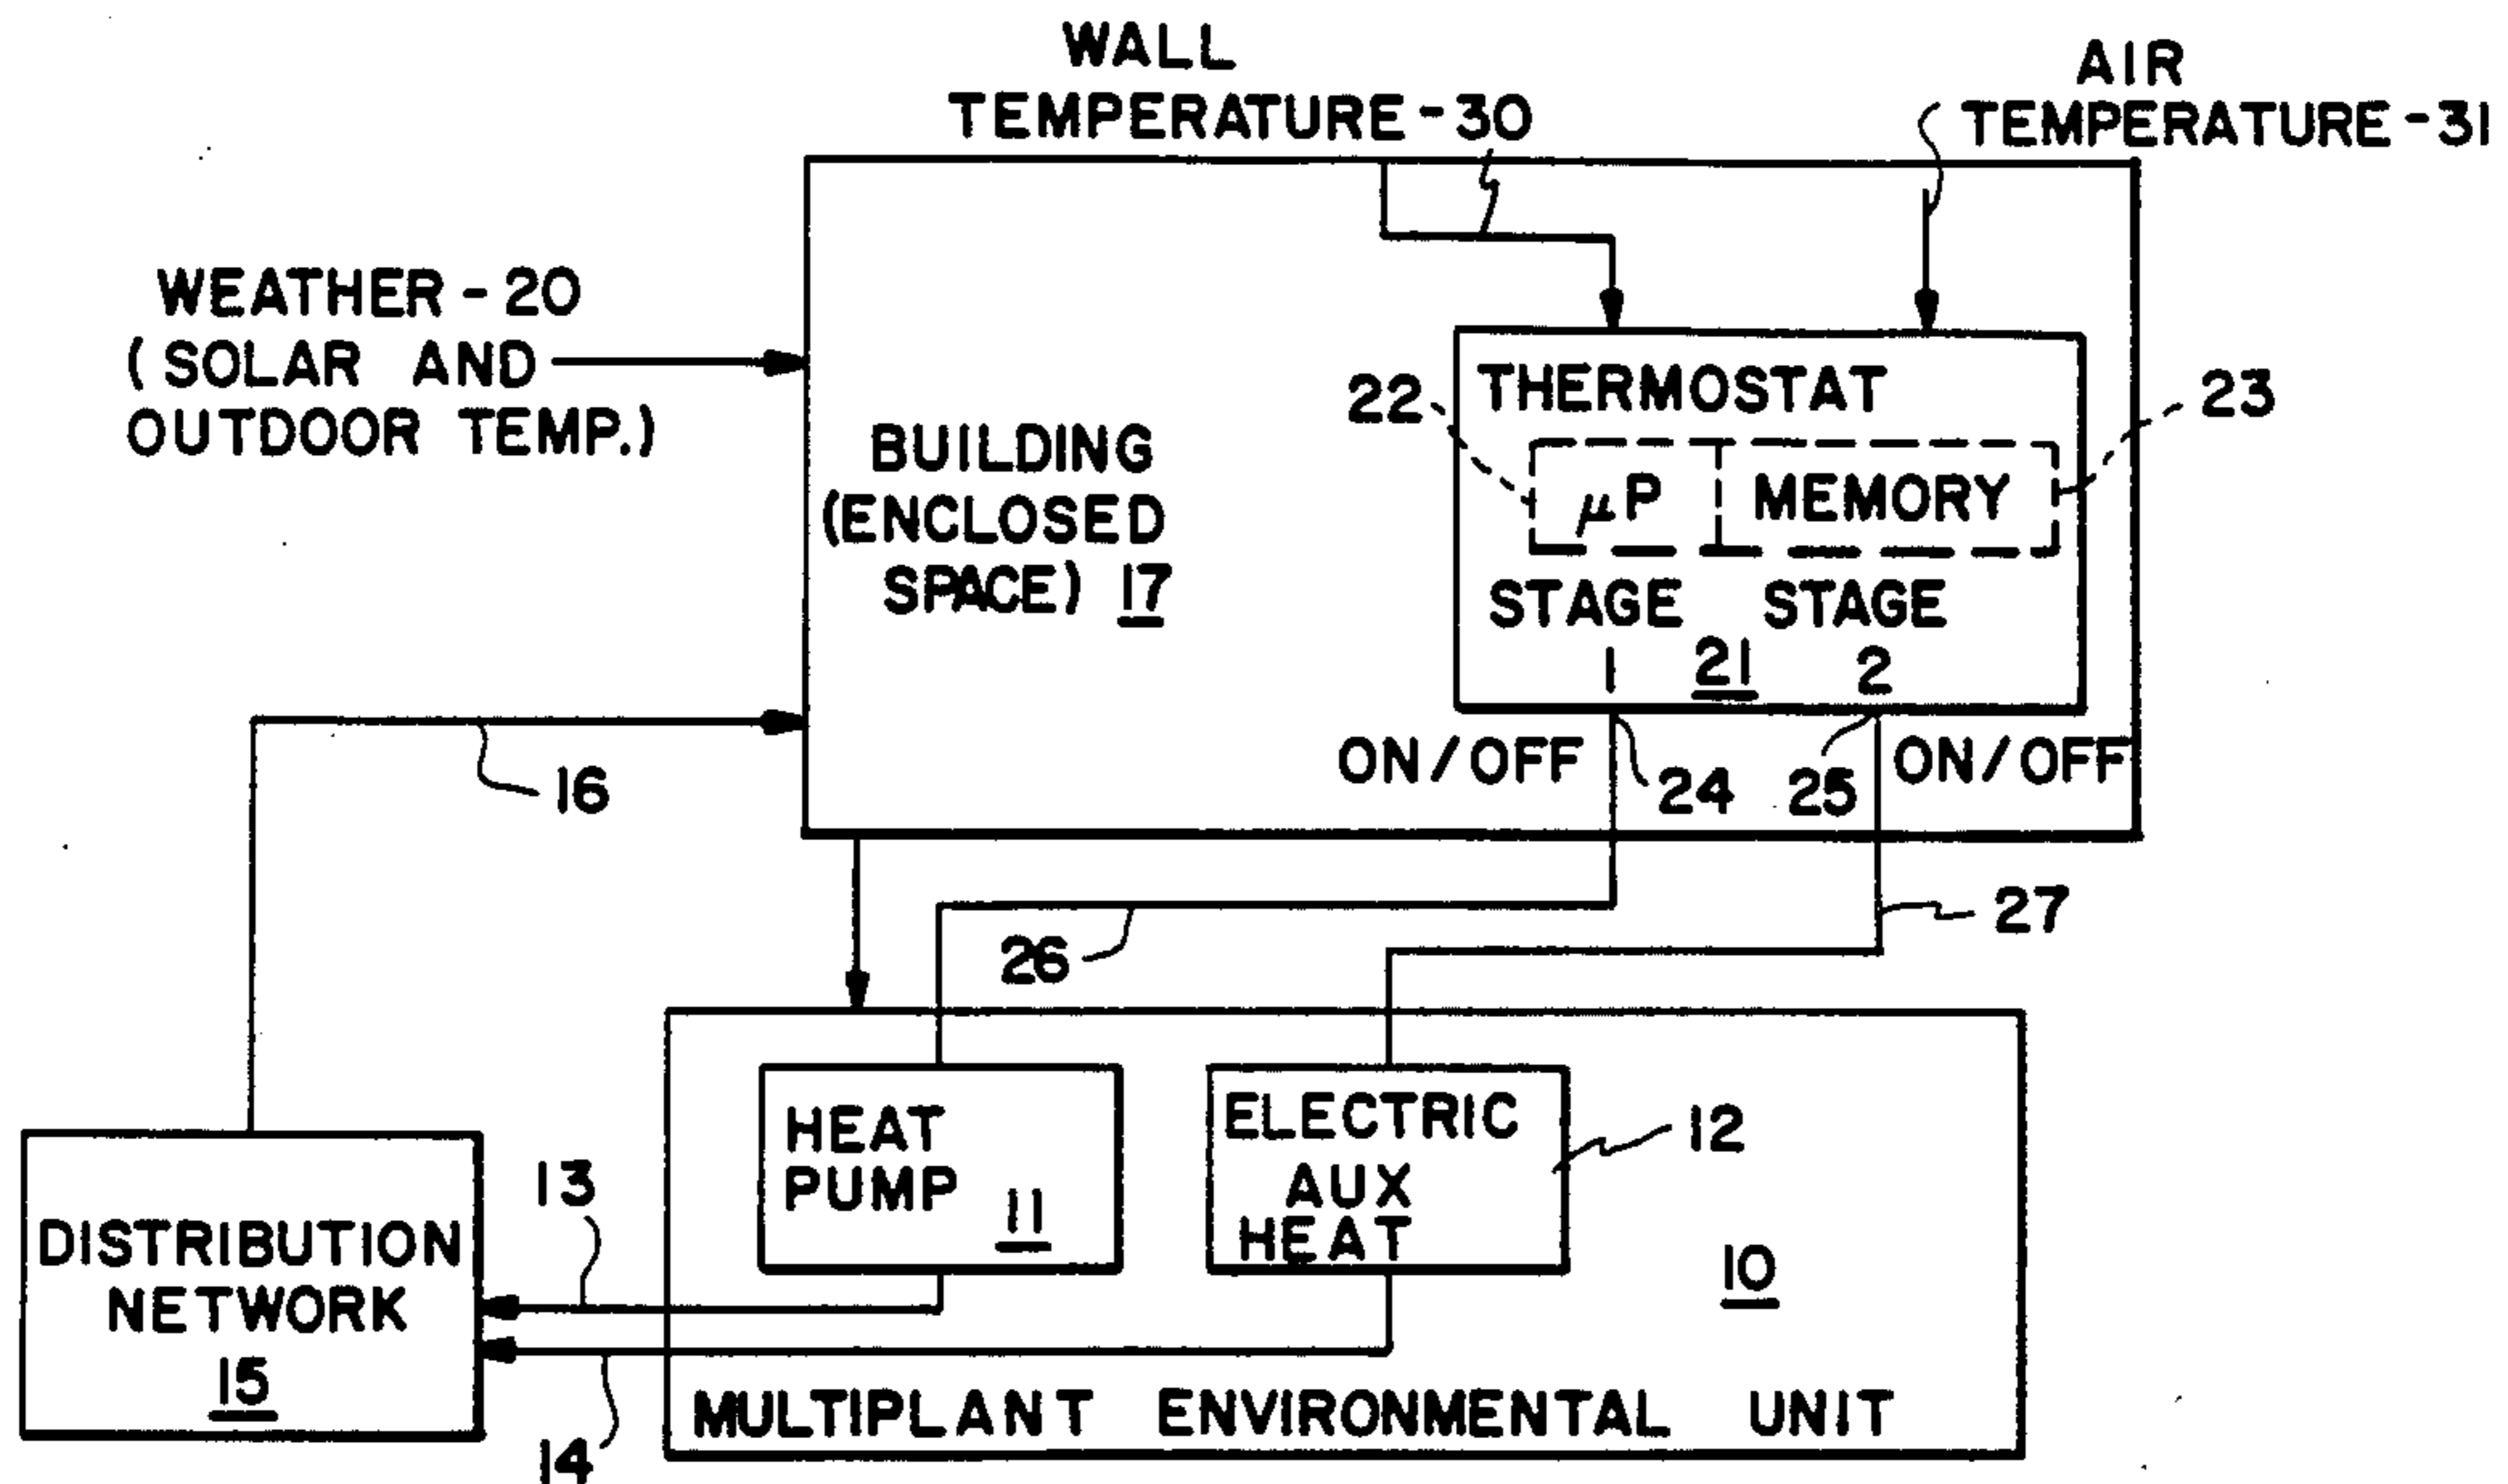 WALL
TEMPERATURE-30
AIR
TEMPERATURE-31
WEATHER-20
(SOLAR AND
OUTDOOR TEMP.)
BUILDING
(ENCLOSED
SPACE) 17
22
THERMOSTAT
23
μP
MEMORY
STAGE
1
21
STAGE
2
ON/OFF
24
25
ON/OFF
16
26
27
HEAT
PUMP
11
ELECTRIC
AUX
HEAT
12
10
MULTIPLANT ENVIRONMENTAL UNIT
13
DISTRIBUTION
NETWORK
15
14